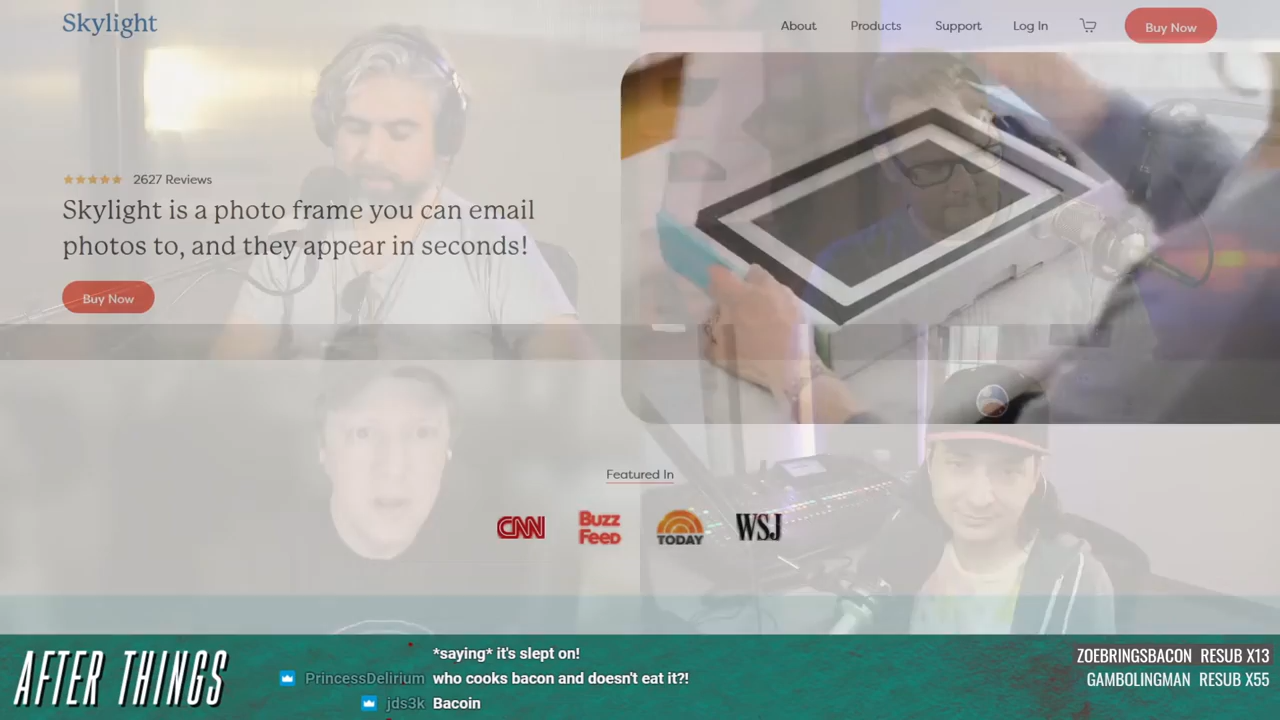 Skylight
About Products Support Log In Buy Now
2627 Reviews
Skylight is a photo frame you can email
photos to, and they appear in seconds!
Buy Now
Featured In
CNN
Buzz
Feed
TODAY
WSJ
AFTER THINGS
*saying* it's slept on!
PrincessDelirium who cooks bacon and doesn't eat it?!
jds3k Bacoin
ZOEBRINGSBACON RESUB X13
GAMBOLINGMAN RESUB X55